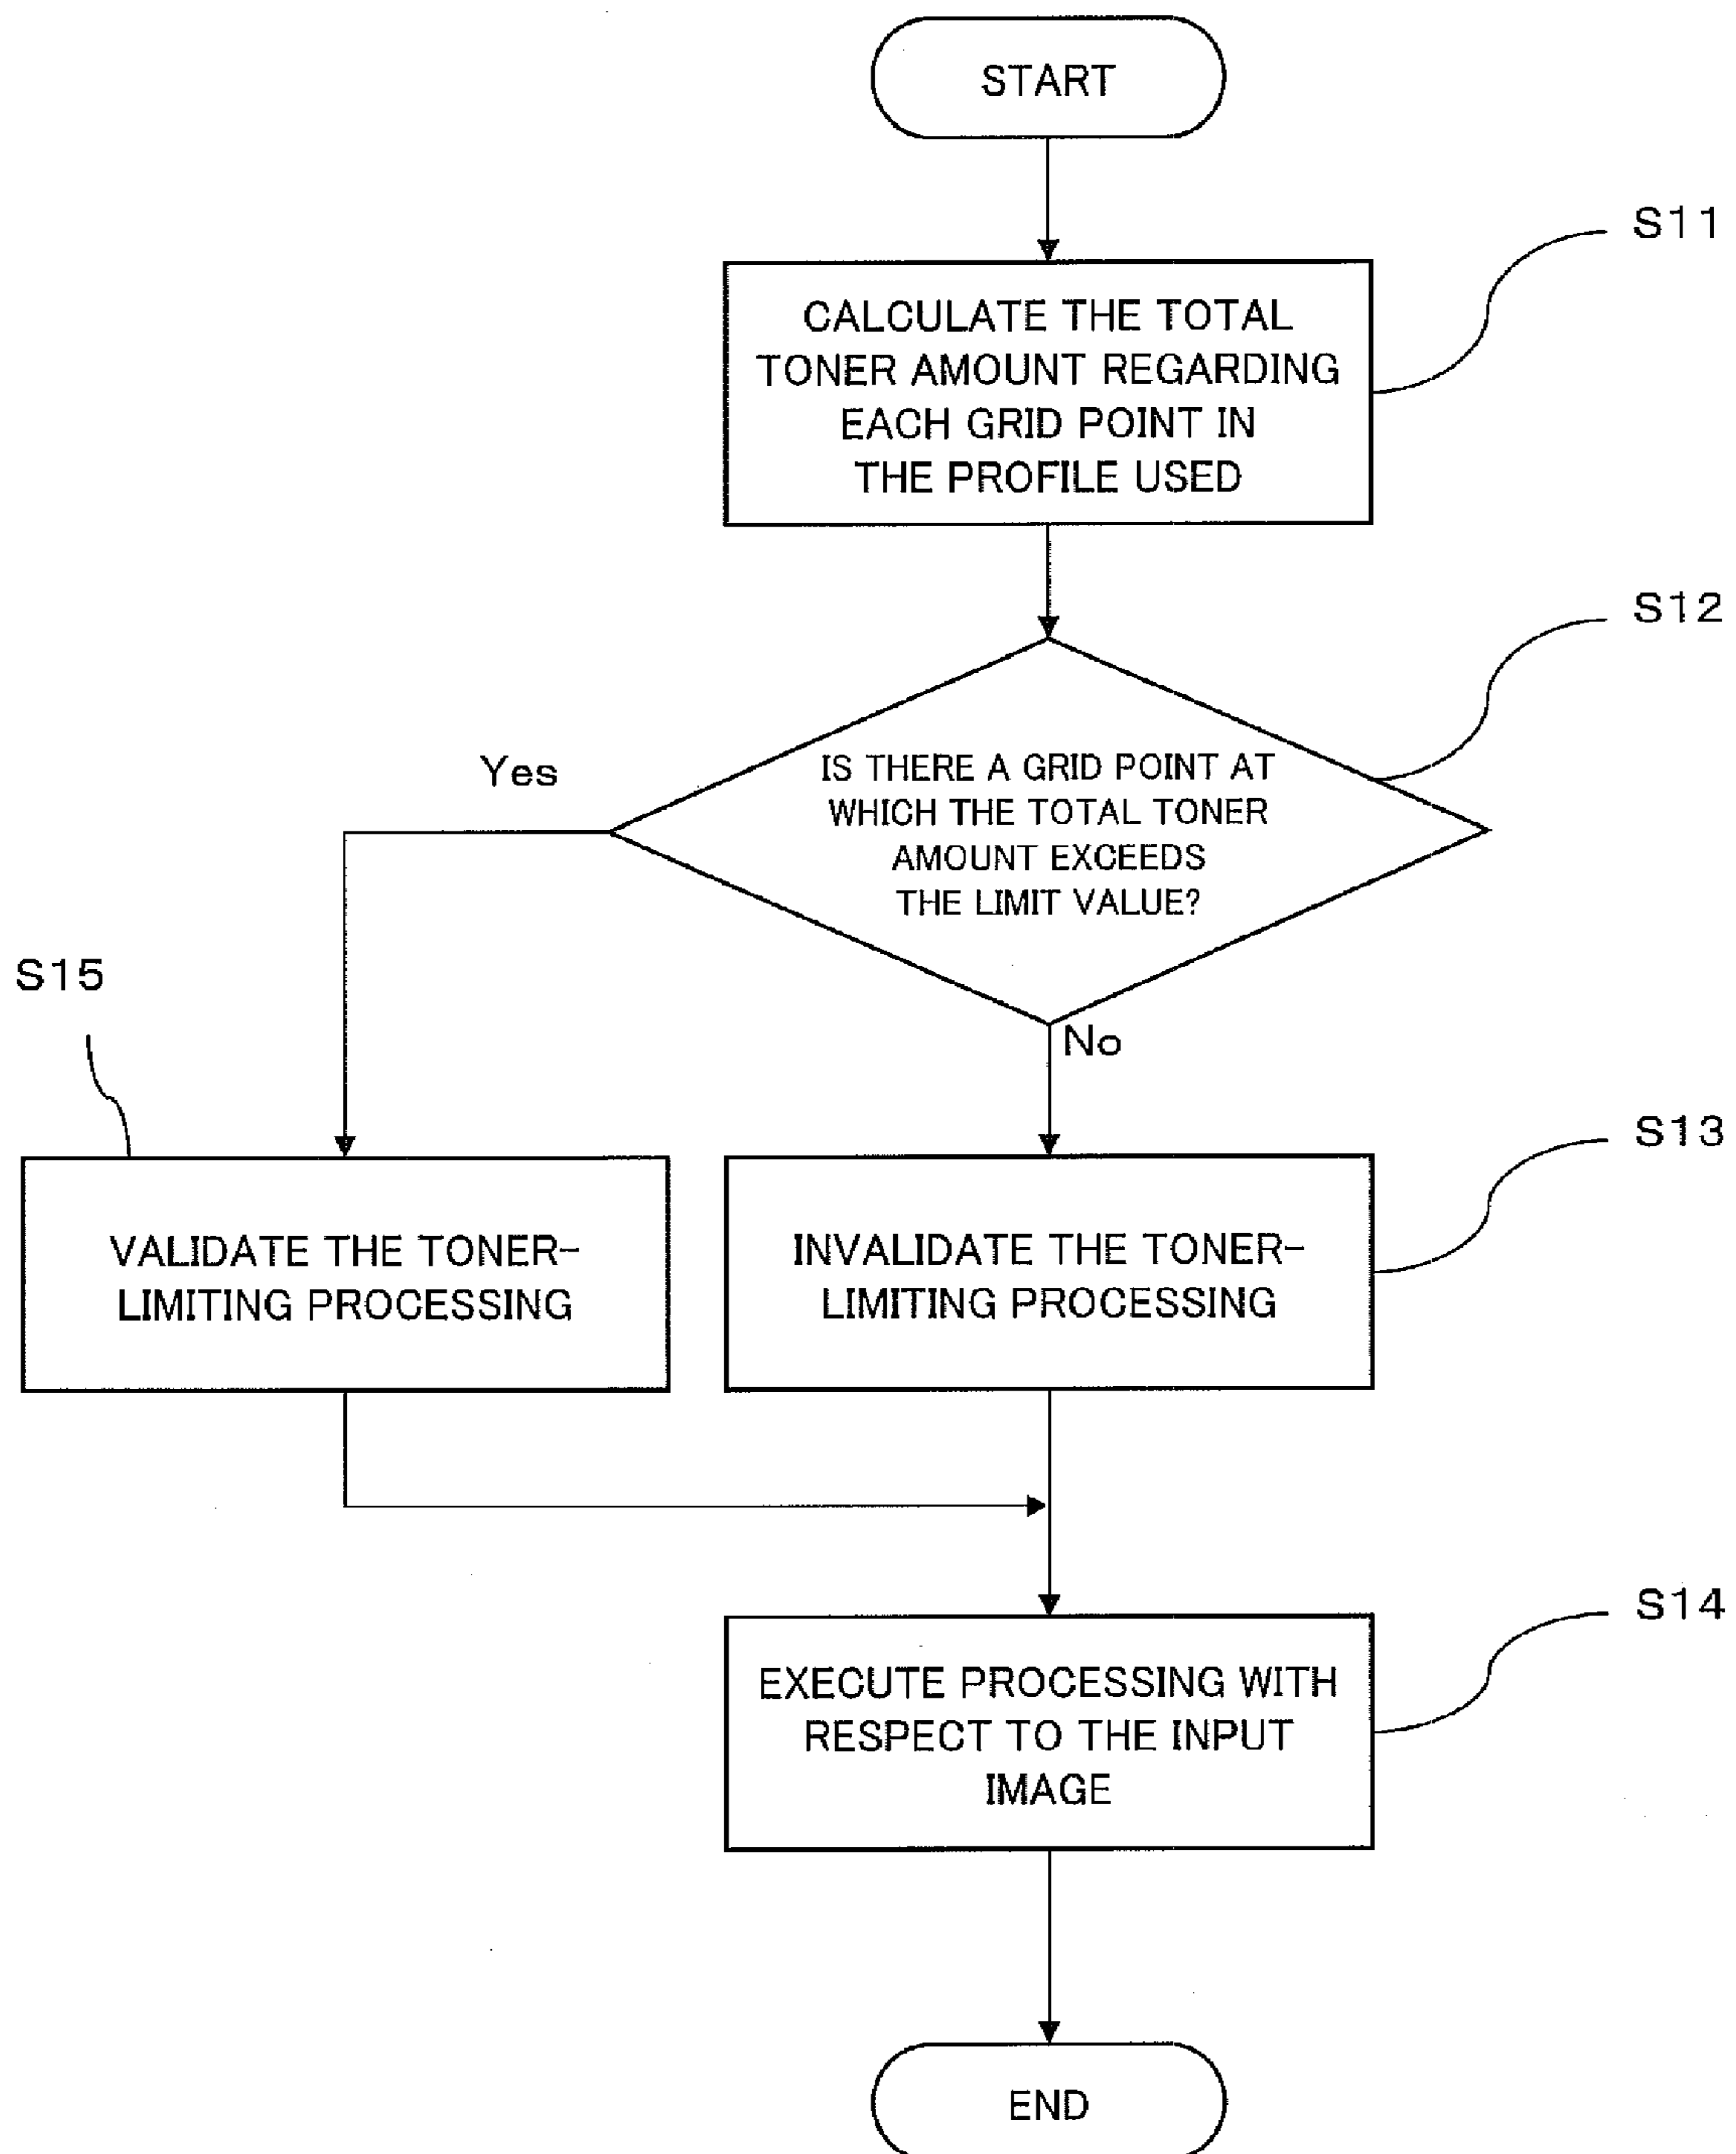 START
S11
CALCULATE THE TOTAL
TONER AMOUNT REGARDING
EACH GRID POINT IN
THE PROFILE USED
S12
IS THERE A GRID POINT AT
WHICH THE TOTAL TONER
AMOUNT EXCEEDS
THE LIMIT VALUE?
Yes
No
S15
VALIDATE THE TONER-
LIMITING PROCESSING
S13
INVALIDATE THE TONER-
LIMITING PROCESSING
S14
EXECUTE PROCESSING WITH
RESPECT TO THE INPUT
IMAGE
END